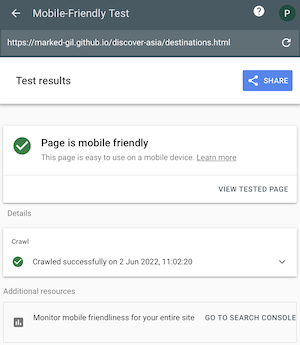 Mobile-Friendly Test
P
https://marked-gil.github.io/discover-asia/destinations.html
Test results
SHARE
Page is mobile friendly
This page is easy to use on a mobile device. Learn more
VIEW TESTED PAGE
Details
Crawl
Crawled successfully on 2 Jun 2022, 11:02:20
Additional resources
Monitor mobile friendliness for your entire site
GO TO SEARCH CONSOLE